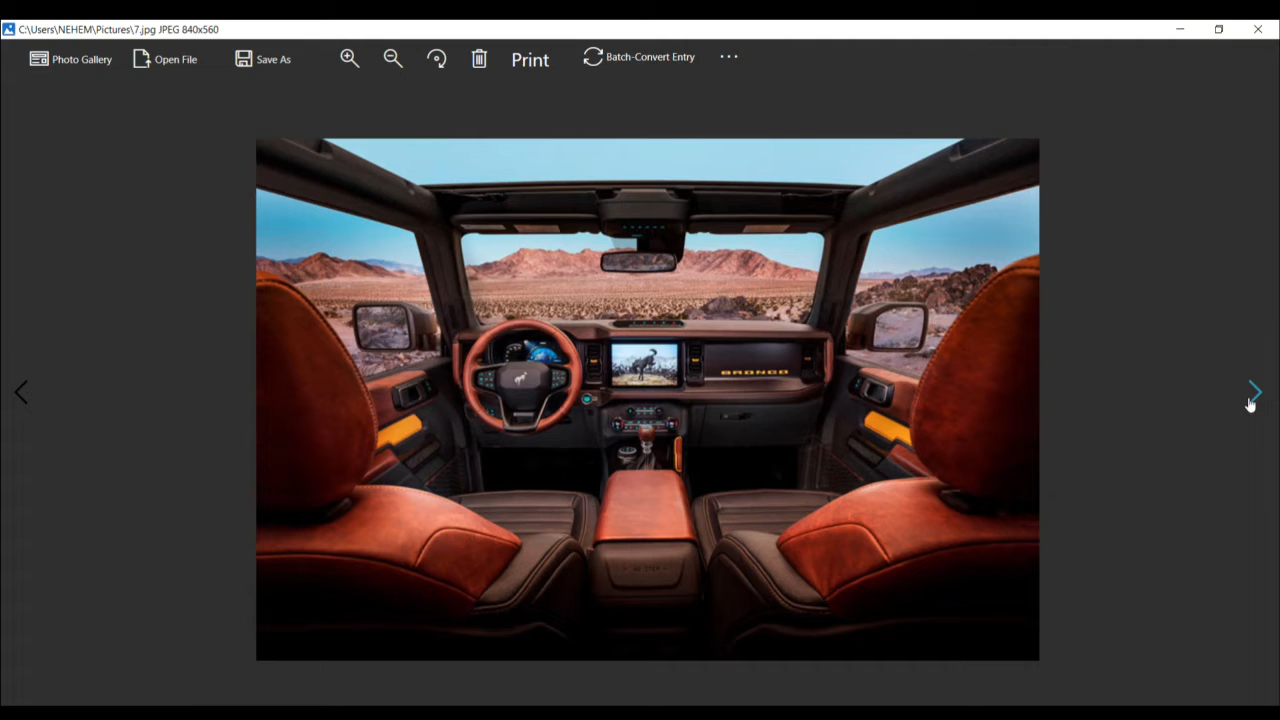 C:\Users\NEHEM\Pictures\7.jpg JPEG 840x560
Photo Gallery Open File Save As Print Batch-Convert Entry ...
BRONCO